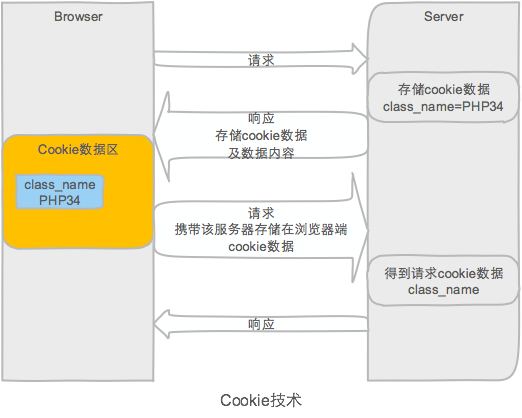 Browser
Server
请求
存储cookie数据
class_name=PHP34
响应
存储cookie数据
及数据内容
Cookie数据区
class_name
PHP34
请求
携带该服务器存储在浏览器端
cookie数据
得到请求cookie数据
class_name
响应
Cookie技术